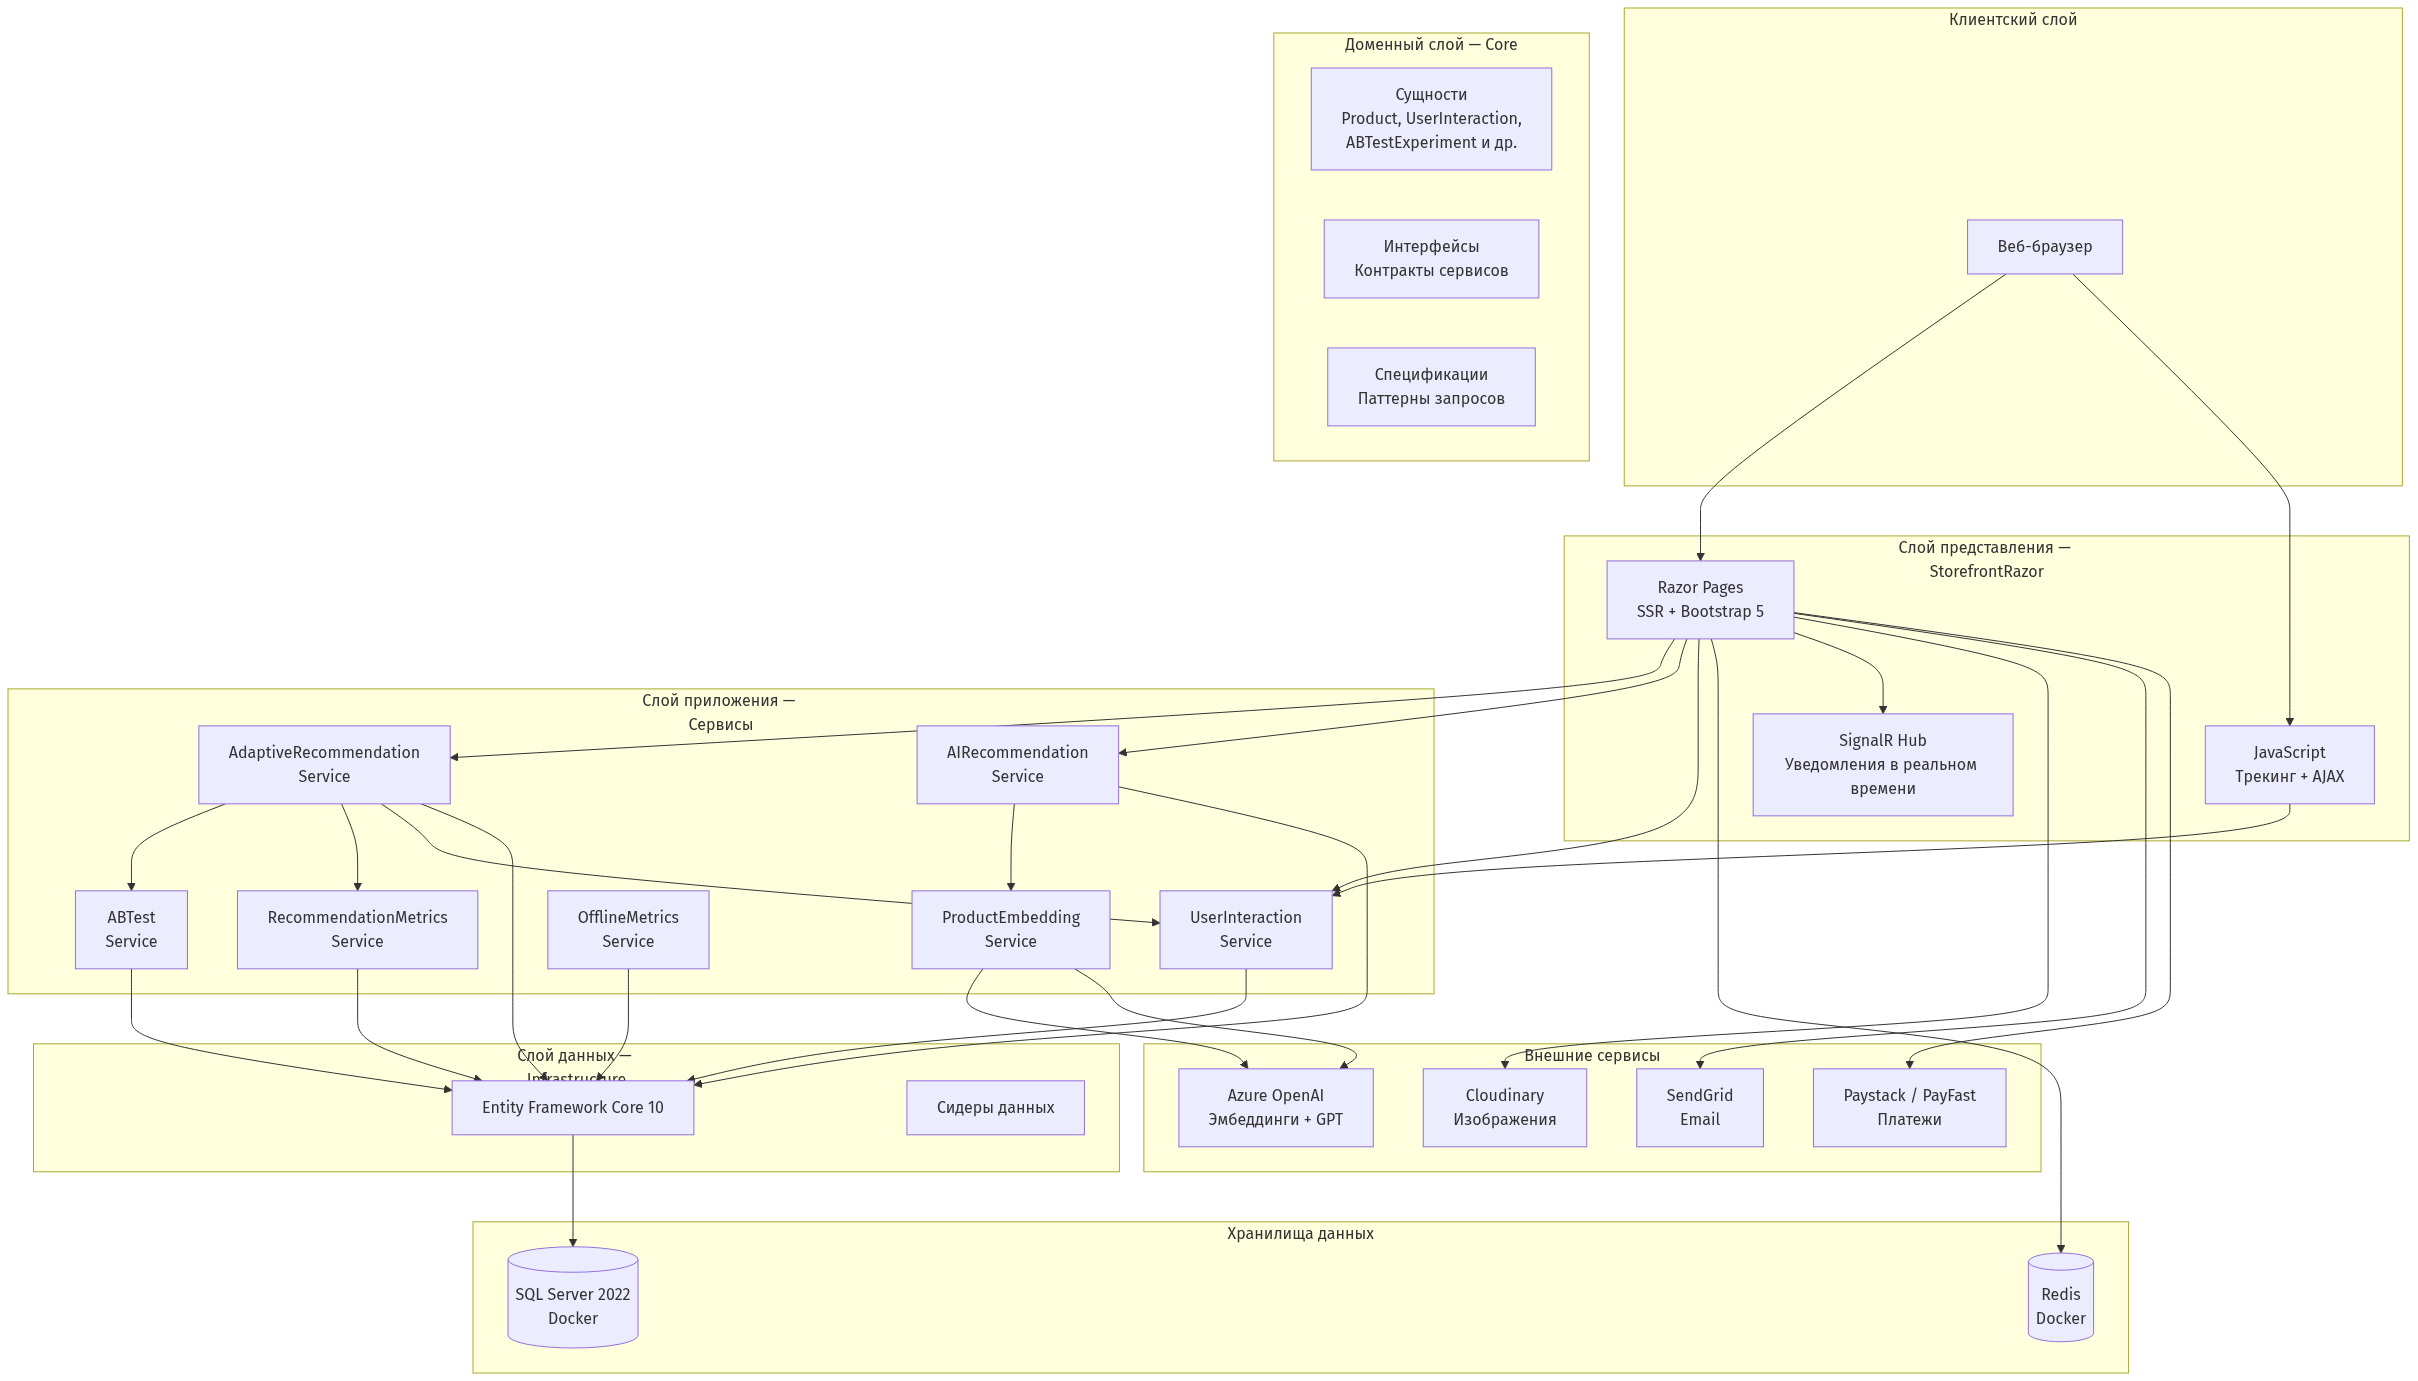 Клиентский слой
Доменный слой — Core
Сущности
Product, UserInteraction,
ABTestExperiment и др.
Интерфейсы
Контракты сервисов
Веб-браузер
Спецификации
Паттерны запросов
Слой представления —
StorefrontRazor
Razor Pages
SSR + Bootstrap 5
SignalR Hub
Уведомления в реальном
времени
JavaScript
Трекинг + AJAX
Слой приложения —
Сервисы
AdaptiveRecommendation
Service
AIRecommendation
Service
ABTest
Service
RecommendationMetrics
Service
OfflineMetrics
Service
ProductEmbedding
Service
UserInteraction
Service
Слой данных —
Infrastructure
Entity Framework Core 10
Сидеры данных
Внешние сервисы
Azure OpenAI
Эмбеддинги + GPT
Cloudinary
Изображения
SendGrid
Email
Paystack / PayFast
Платежи
Хранилища данных
SQL Server 2022
Docker
Redis
Docker